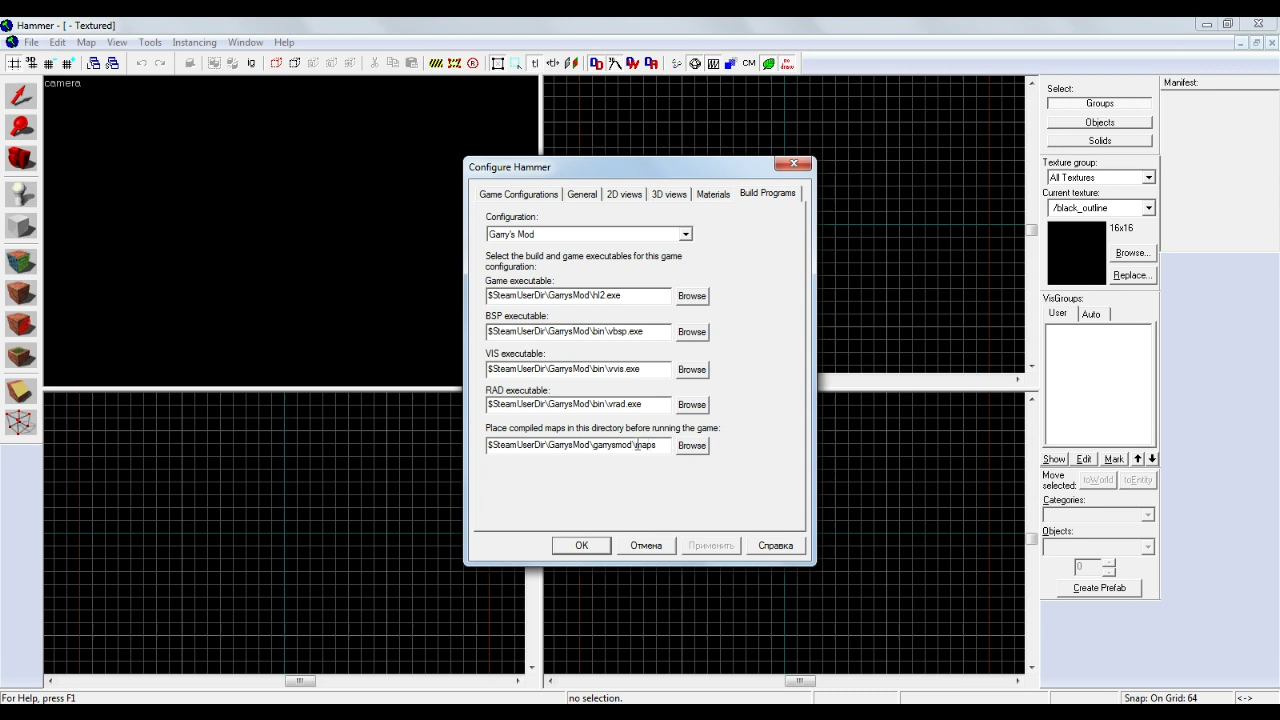 Hammer - [ - Textured]
File Edit Map View Tools Instancing Window Help
CM
no draw
camera
Configure Hammer
Game Configurations General 2D views 3D views Materials Build Programs
Configuration:
Garry's Mod
Select the build and game executables for this game
configuration:
Game executable:
$SteamUserDir\GarrysMod\hl2.exe Browse
BSP executable:
$SteamUserDir\GarrysMod\bin\vbsp.exe Browse
VIS executable:
$SteamUserDir\GarrysMod\bin\vvis.exe Browse
RAD executable:
$SteamUserDir\GarrysMod\bin\vrad.exe Browse
Place compiled maps in this directory before running the game:
$SteamUserDir\GarrysMod\garrysmod\maps Browse
OK Отмена Применить Справка
Select:
Groups
Objects
Solids
Texture group:
All Textures
Current texture:
/black_outline
16x16
Browse...
Replace...
VisGroups:
User Auto
Show Edit Mark
Move
selected: toWorld toEntity
Categories:
Objects:
0
Create Prefab
Manifest:
For Help, press F1 no selection. Snap: On Grid: 64 <->